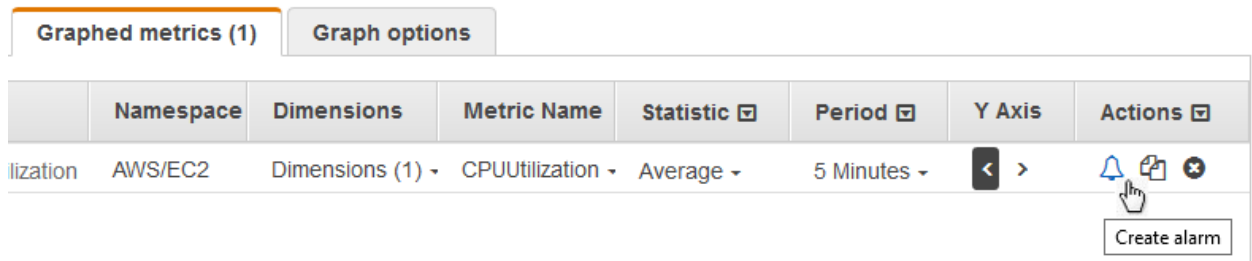 Graphed metrics (1) Graph options
Namespace Dimensions Metric Name Statistic Period Y Axis Actions
ilization AWS/EC2 Dimensions (1) CPUUtilization Average 5 Minutes < >
Create alarm